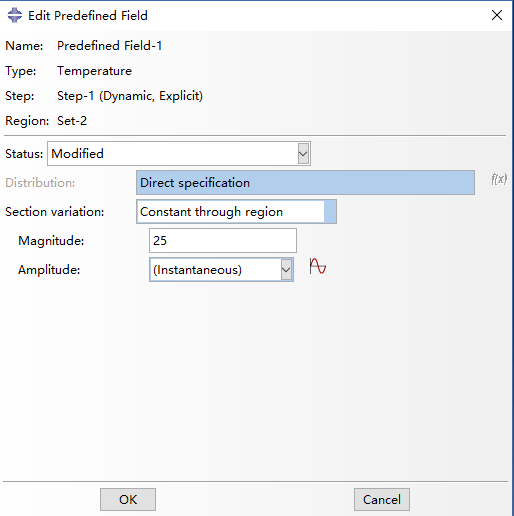 Edit Predefined Field
Name: Predefined Field-1
Type: Temperature
Step: Step-1 (Dynamic, Explicit)
Region: Set-2
Status: Modified
Distribution: Direct specification f(x)
Section variation: Constant through region
Magnitude: 25
Amplitude: (Instantaneous)
OK Cancel